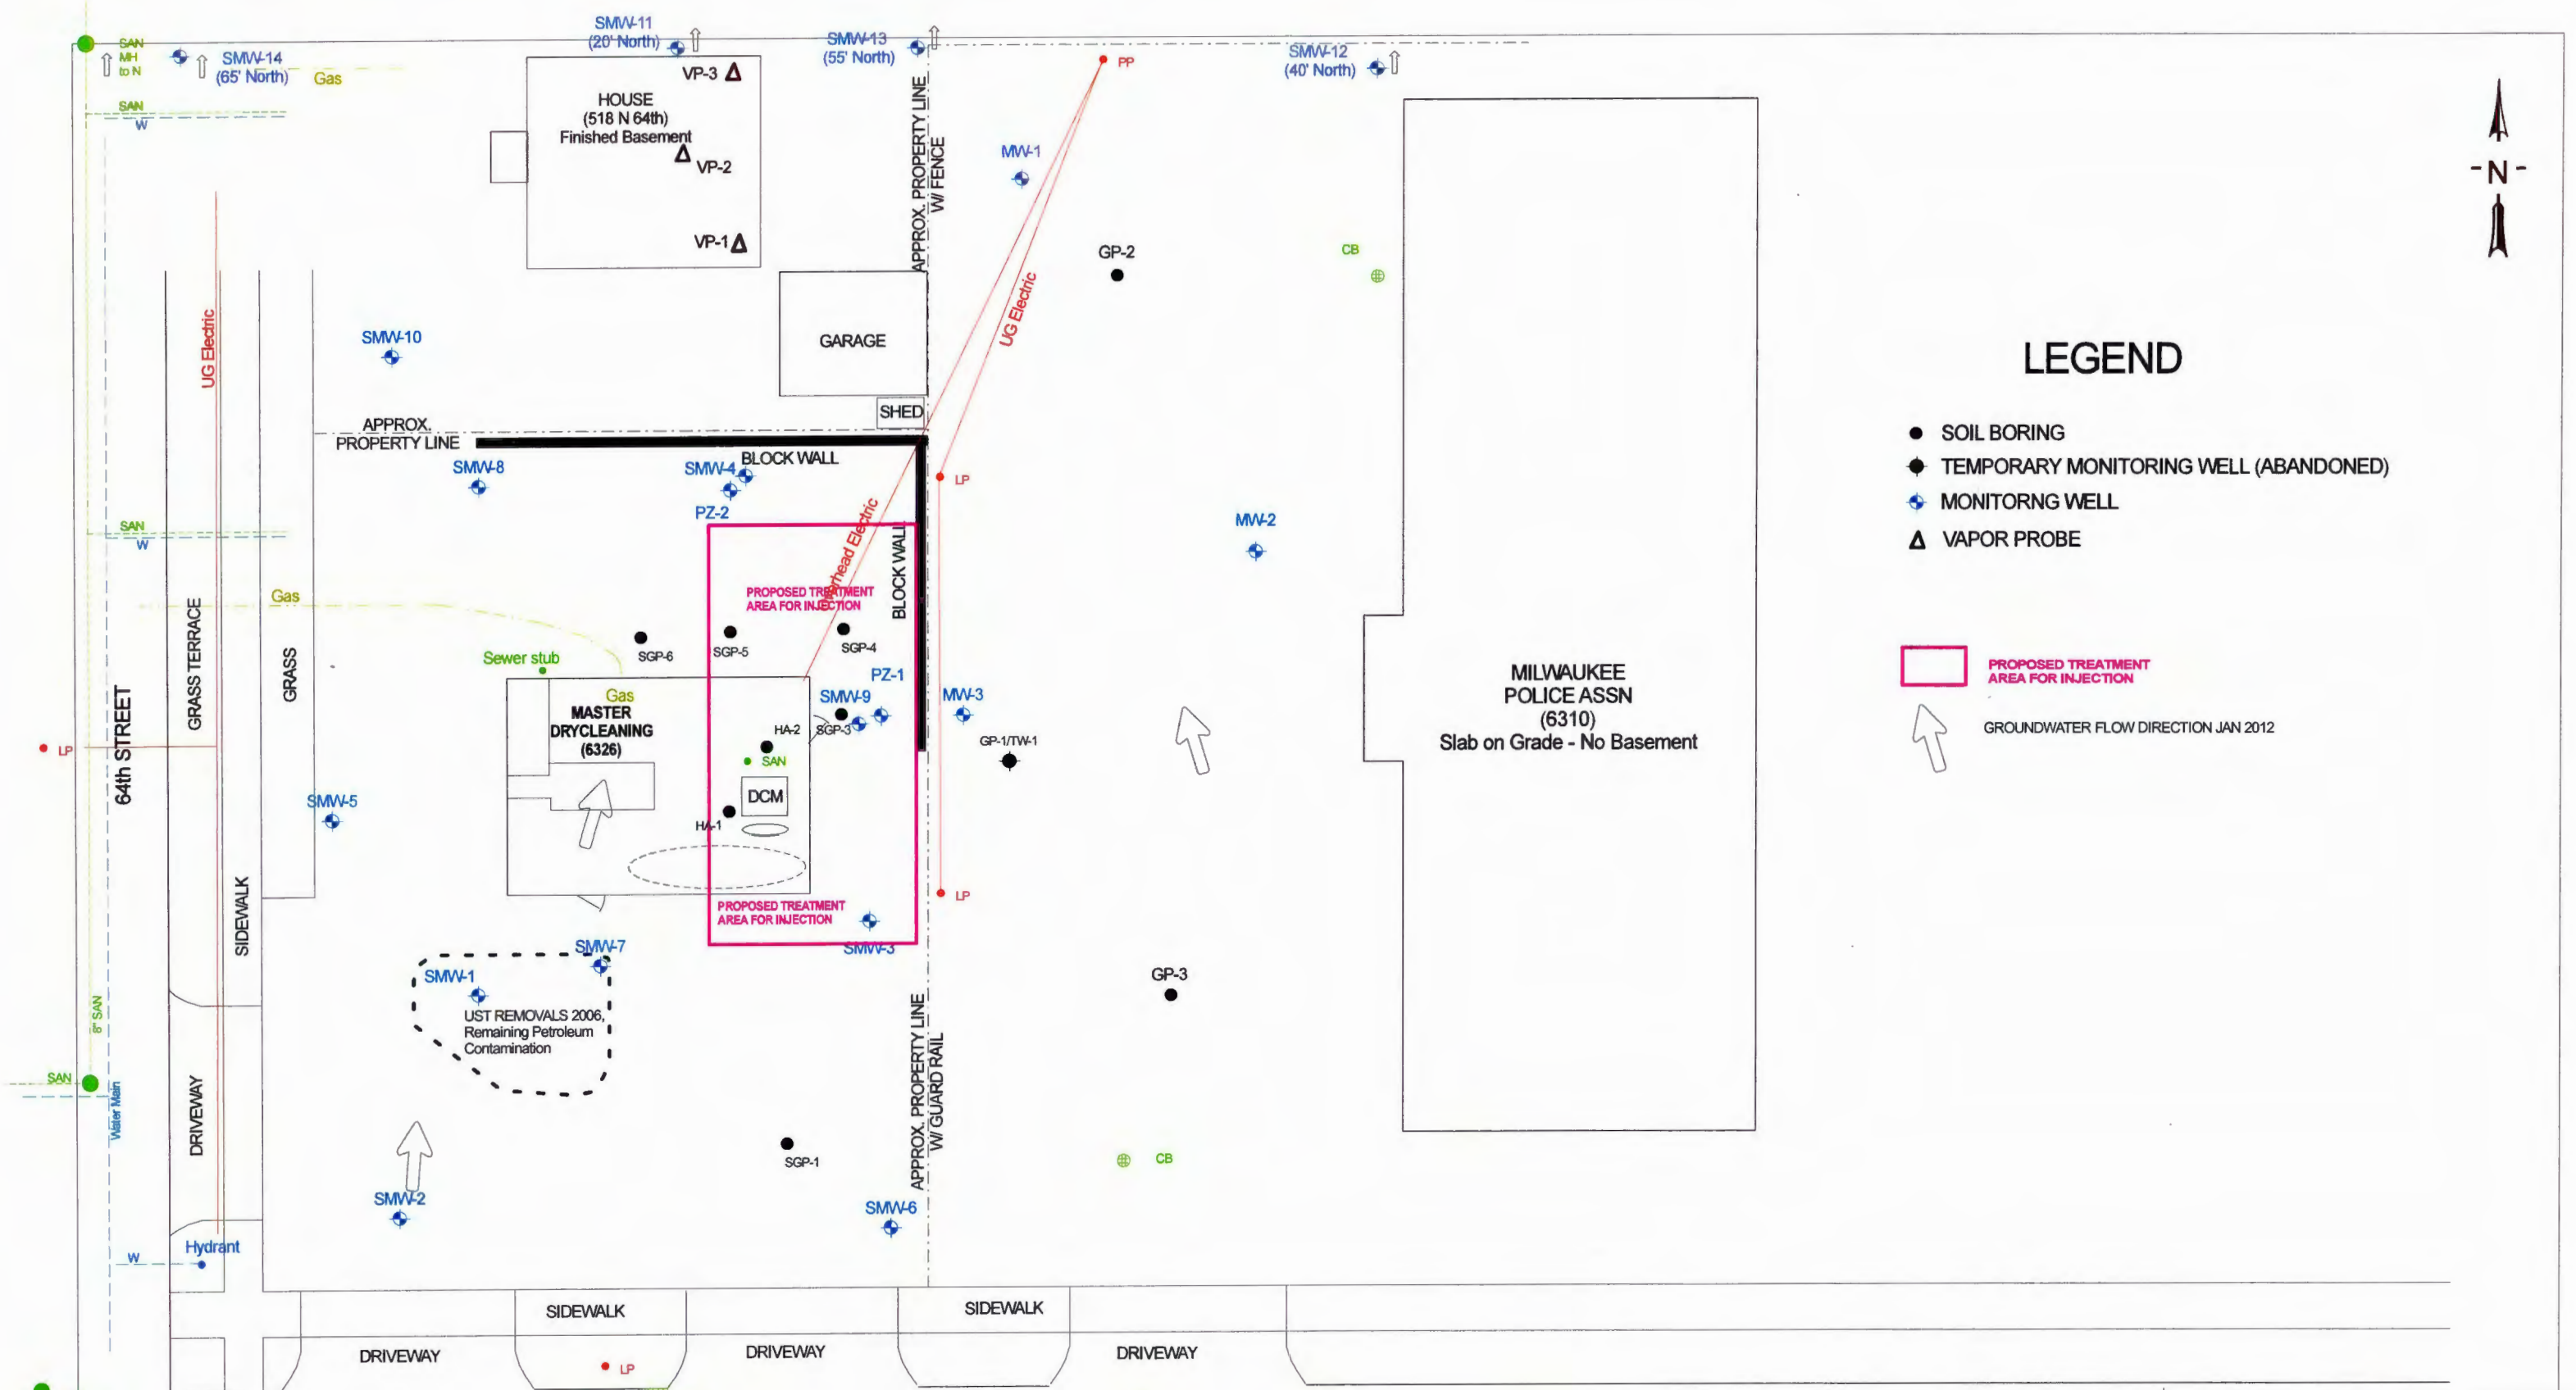 SMW-11
(20' North)
SMW-13
(55' North)
SMW-12
(40' North)
SAN
MH
to N
SMW-14
(65' North)
Gas
SAN
W
VP-3
HOUSE
(518 N 64th)
Finished Basement
VP-2
VP-1
APPROX. PROPERTY LINE
W/ FENCE
PP
MW-1
GP-2
CB
-N-
UG Electric
UG Electric
SMW-10
GARAGE
SHED
APPROX.
PROPERTY LINE
BLOCK WALL
SMW-8
SMW-4
PZ-2
LP
MW-2
LEGEND
SOIL BORING
TEMPORARY MONITORING WELL (ABANDONED)
MONITORNG WELL
VAPOR PROBE
PROPOSED TREATMENT
AREA FOR INJECTION
GROUNDWATER FLOW DIRECTION JAN 2012
SAN
W
Overhead Electric
BLOCK WALL
PROPOSED TREATMENT
AREA FOR INJECTION
Gas
GRASS TERRACE
GRASS
SGP-6
SGP-5
SGP-4
Sewer stub
PZ-1
Gas
MASTER
DRYCLEANING
(6326)
SMW-9
MW-3
HA-2
SGP-3
GP-1/TW-1
SAN
DCM
HA-1
MILWAUKEE
POLICE ASSN
(6310)
Slab on Grade - No Basement
LP
64th STREET
SMW-5
SIDEWALK
PROPOSED TREATMENT
AREA FOR INJECTION
SMW-3
LP
SMW-7
SMW-1
UST REMOVALS 2006,
Remaining Petroleum
Contamination
GP-3
8" SAN
SAN
Water Main
DRIVEWAY
APPROX. PROPERTY LINE
W/ GUARD RAIL
SGP-1
CB
SMW-2
SMW-6
Hydrant
W
SIDEWALK
SIDEWALK
DRIVEWAY
DRIVEWAY
DRIVEWAY
LP